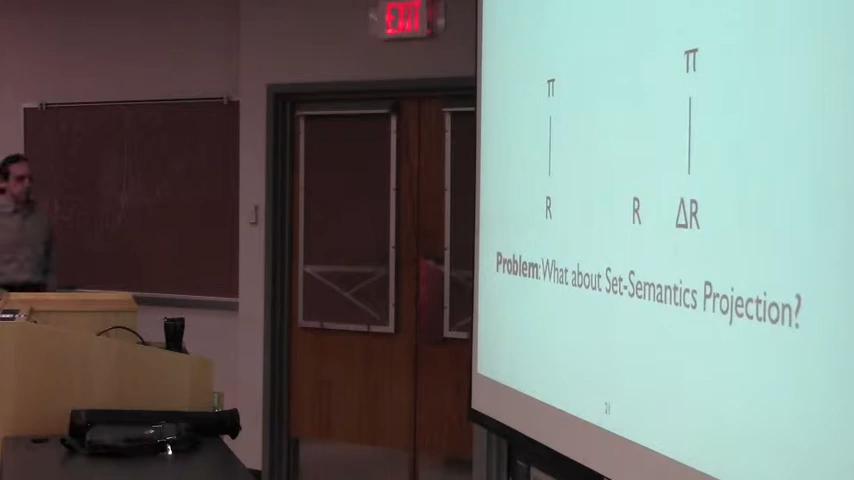 EXIT
π π
R R ΔR
Problem: What about Set-Semantics Projection?